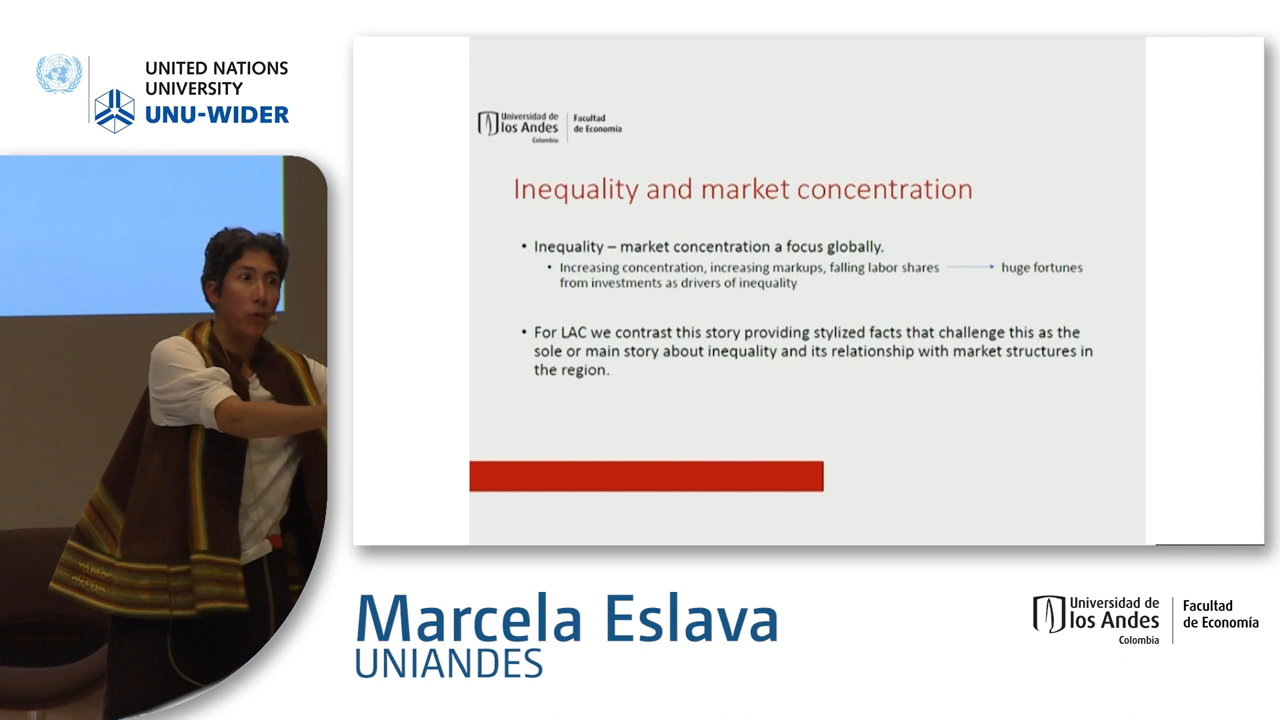 UNITED NATIONS
UNIVERSITY
UNU-WIDER
Universidad de
los Andes
Colombia
Facultad
de Economía
Inequality and market concentration
• Inequality – market concentration a focus globally.
• Increasing concentration, increasing markups, falling labor shares → huge fortunes
from investments as drivers of inequality
• For LAC we contrast this story providing stylized facts that challenge this as the
sole or main story about inequality and its relationship with market structures in
the region.
Marcela Eslava
UNIANDES
Universidad de
los Andes
Colombia
Facultad
de Economía